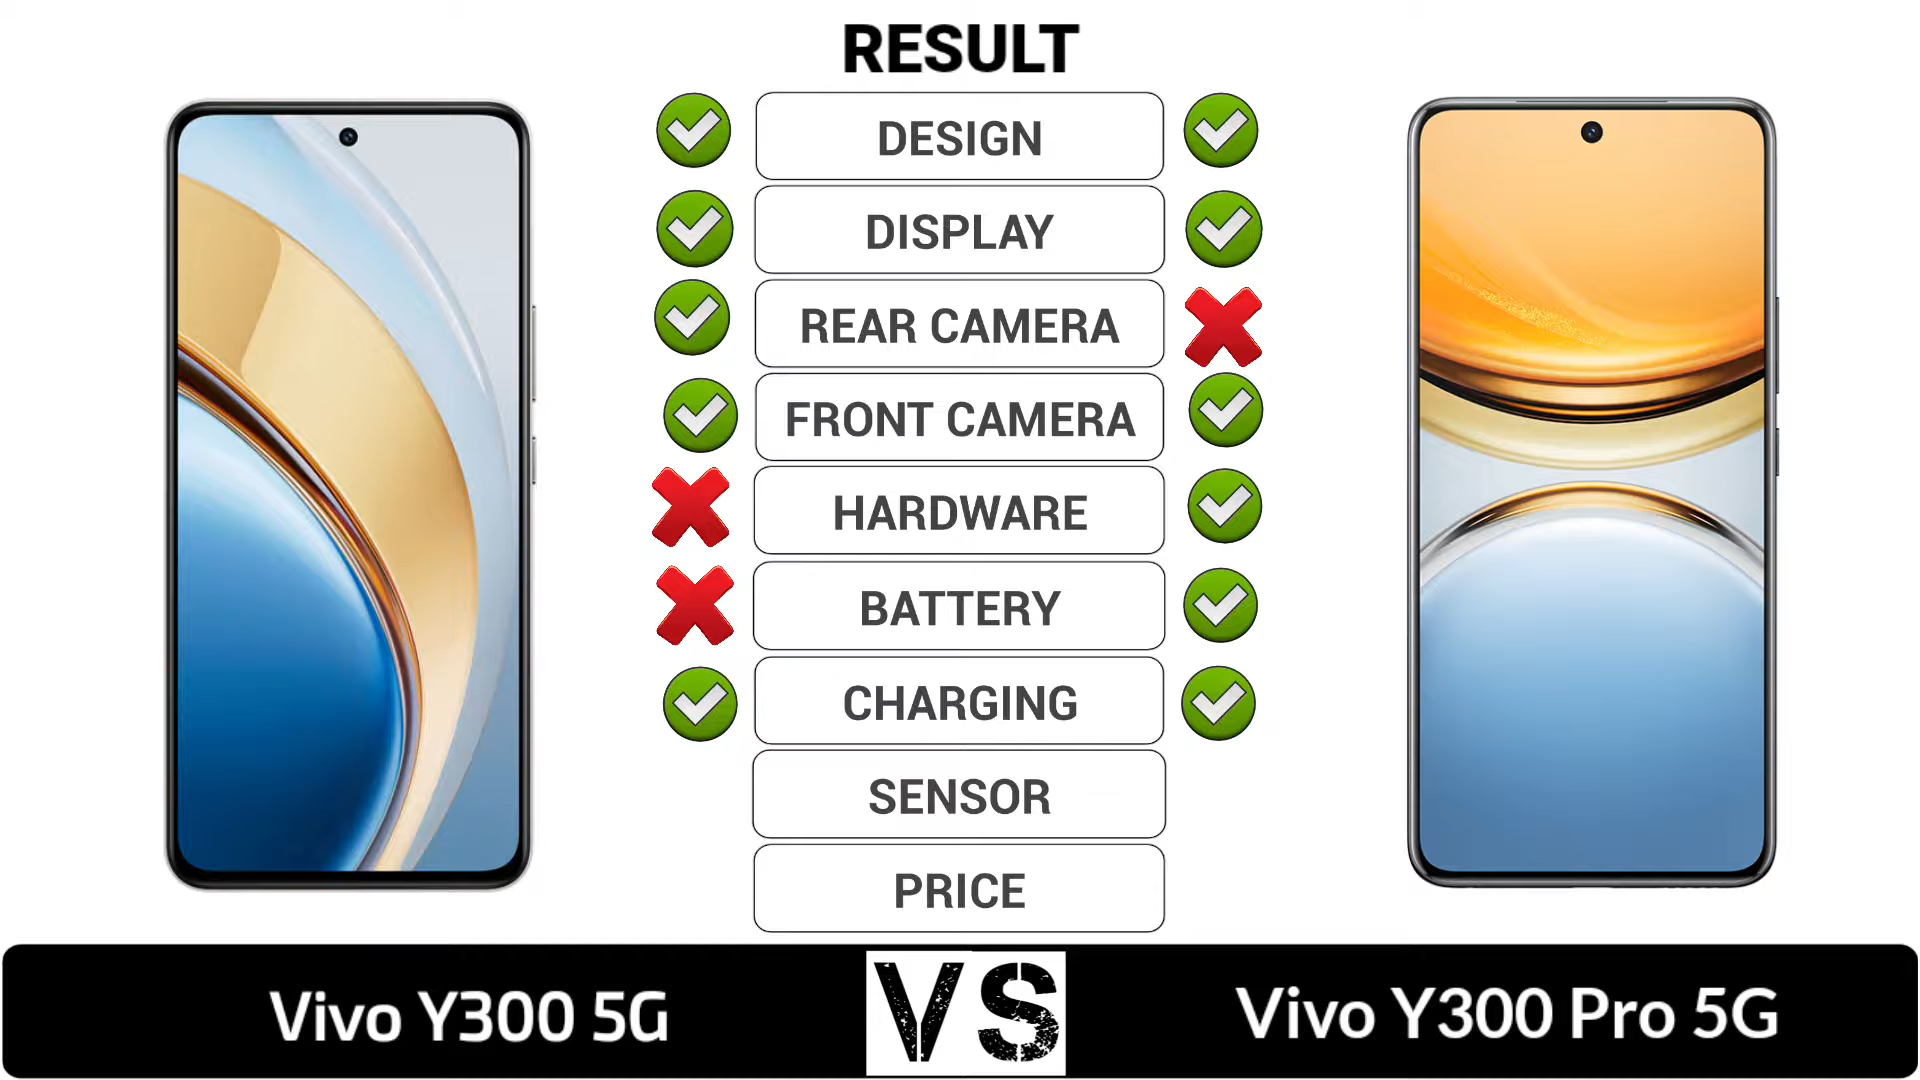 RESULT
DESIGN
DISPLAY
REAR CAMERA
FRONT CAMERA
HARDWARE
BATTERY
CHARGING
SENSOR
PRICE
Vivo Y300 5G
VS
Vivo Y300 Pro 5G